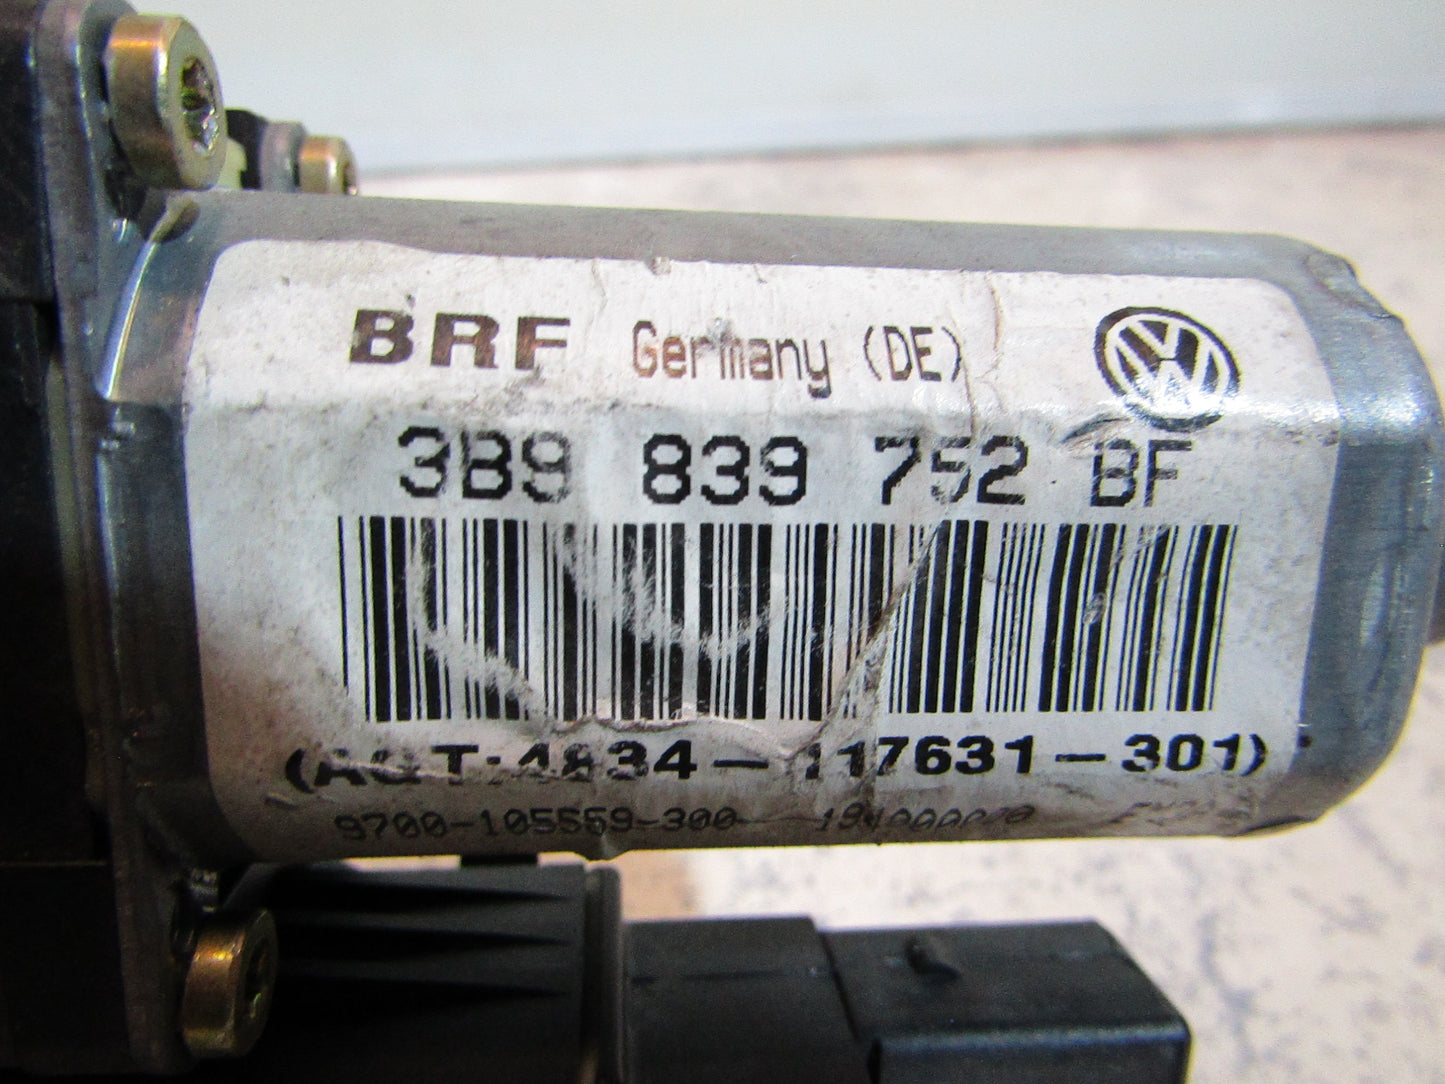 BRF Germany (DE)
3B9 839 752 BF
(AGT:4834-117631-301)
9700-105559-300